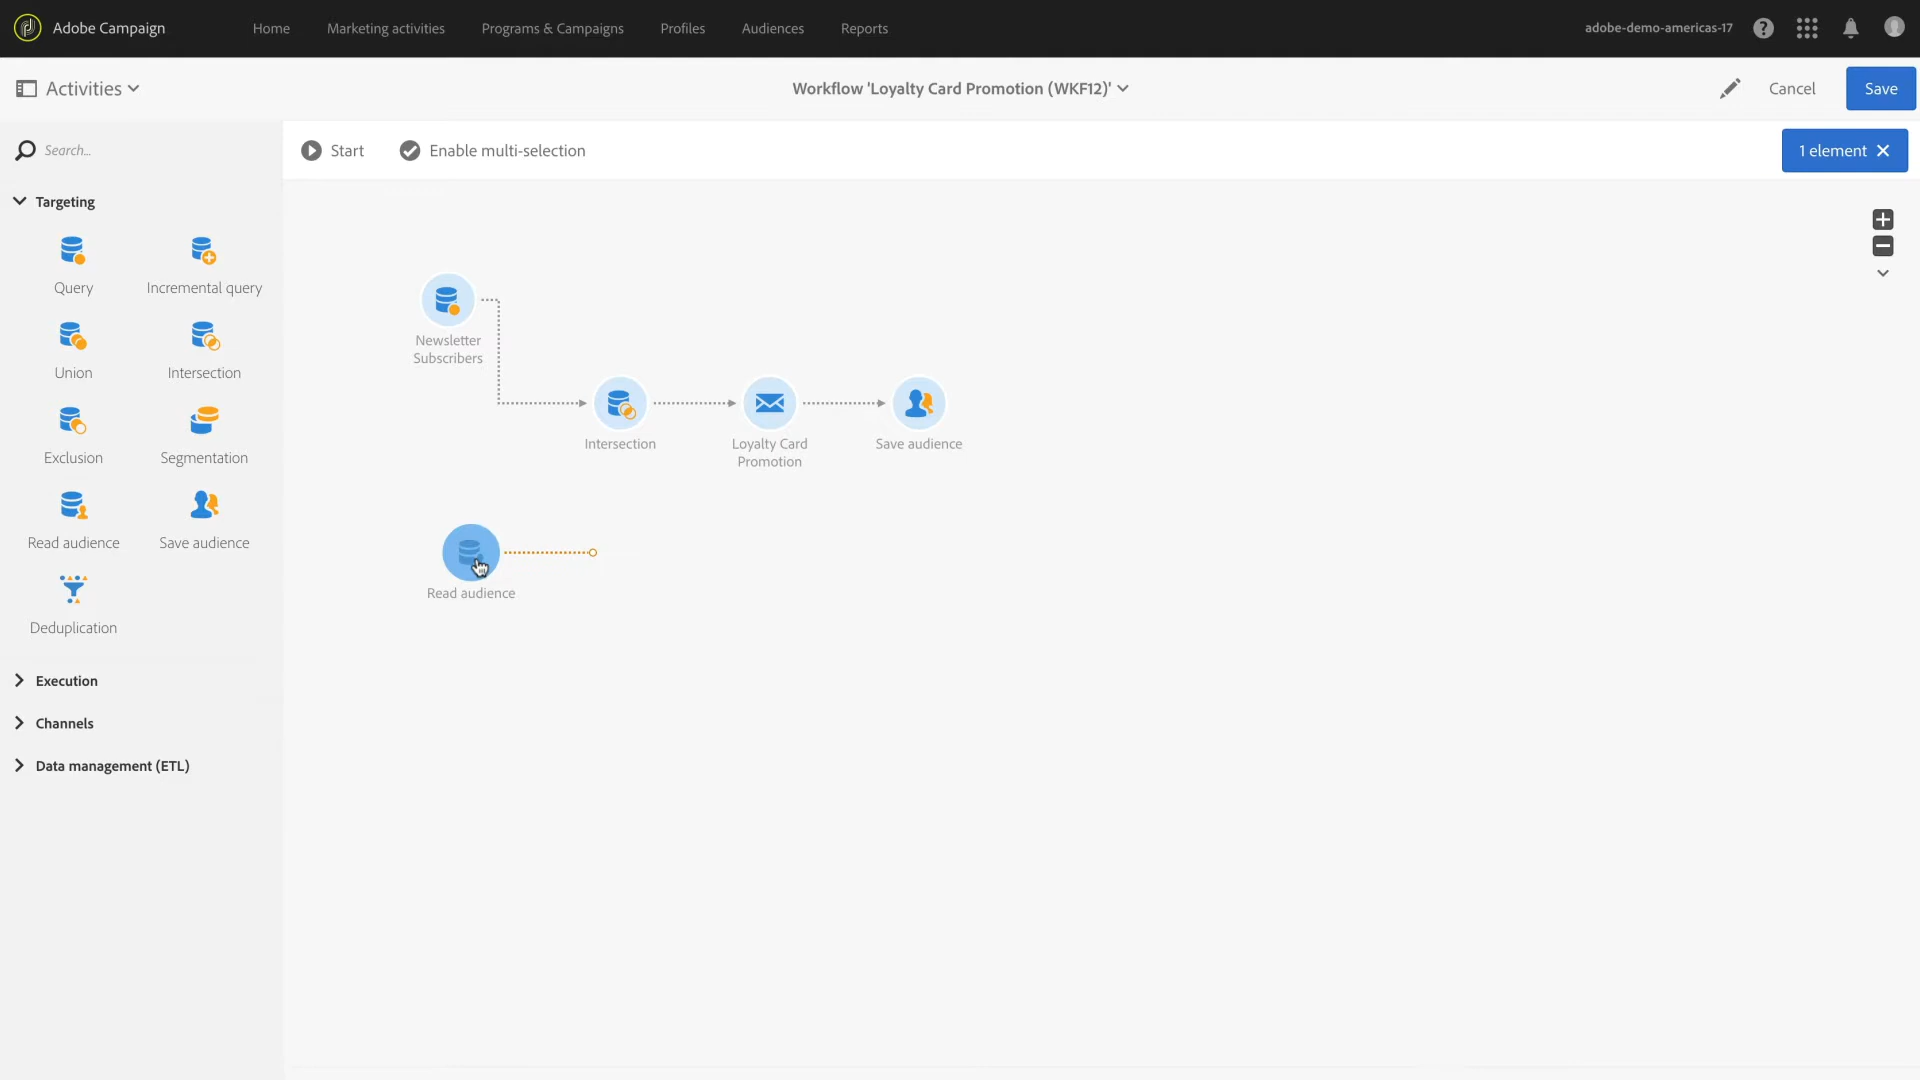 Adobe Campaign
Home
Marketing activities
Programs & Campaigns
Profiles
Audiences
Reports
adobe-demo-americas-17
Activities
Workflow 'Loyalty Card Promotion (WKF12)'
Cancel
Save
Search...
Start
Enable multi-selection
1 element
Targeting
Query
Incremental query
Union
Intersection
Exclusion
Segmentation
Read audience
Save audience
Deduplication
Execution
Channels
Data management (ETL)
Newsletter
Subscribers
Intersection
Loyalty Card
Promotion
Save audience
Read audience